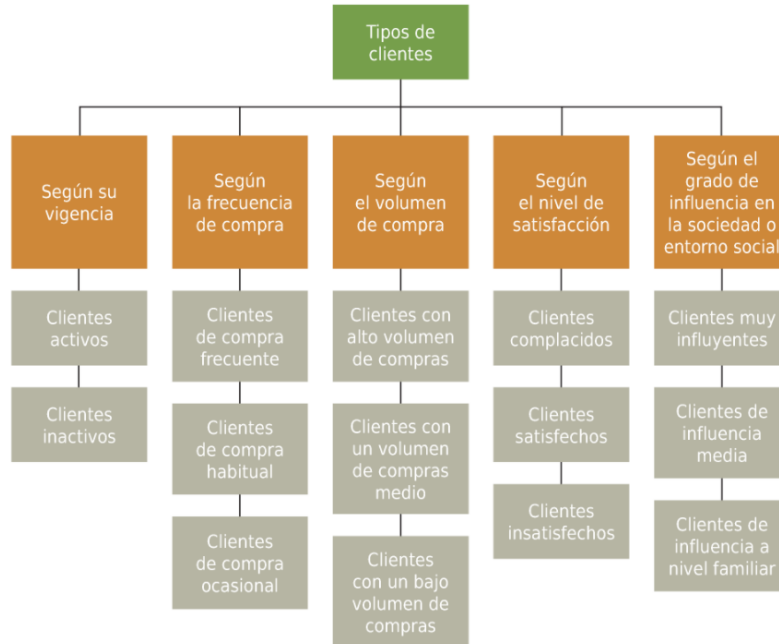 Tipos de
clientes
Según su
vigencia
Clientes
activos
Clientes
inactivos
Según
la frecuencia
de compra
Clientes
de compra
frecuente
Clientes
de compra
habitual
Clientes
de compra
ocasional
Según
el volumen
de compra
Clientes con
alto volumen
de compras
Clientes con
un volumen
de compras
medio
Clientes
con un bajo
volumen de
compras
Según
el nivel de
satisfacción
Clientes
complacidos
Clientes
satisfechos
Clientes
insatisfechos
Según el
grado de
influencia en
la sociedad o
entorno social
Clientes muy
influyentes
Clientes de
influencia
media
Clientes de
influencia a
nivel familiar